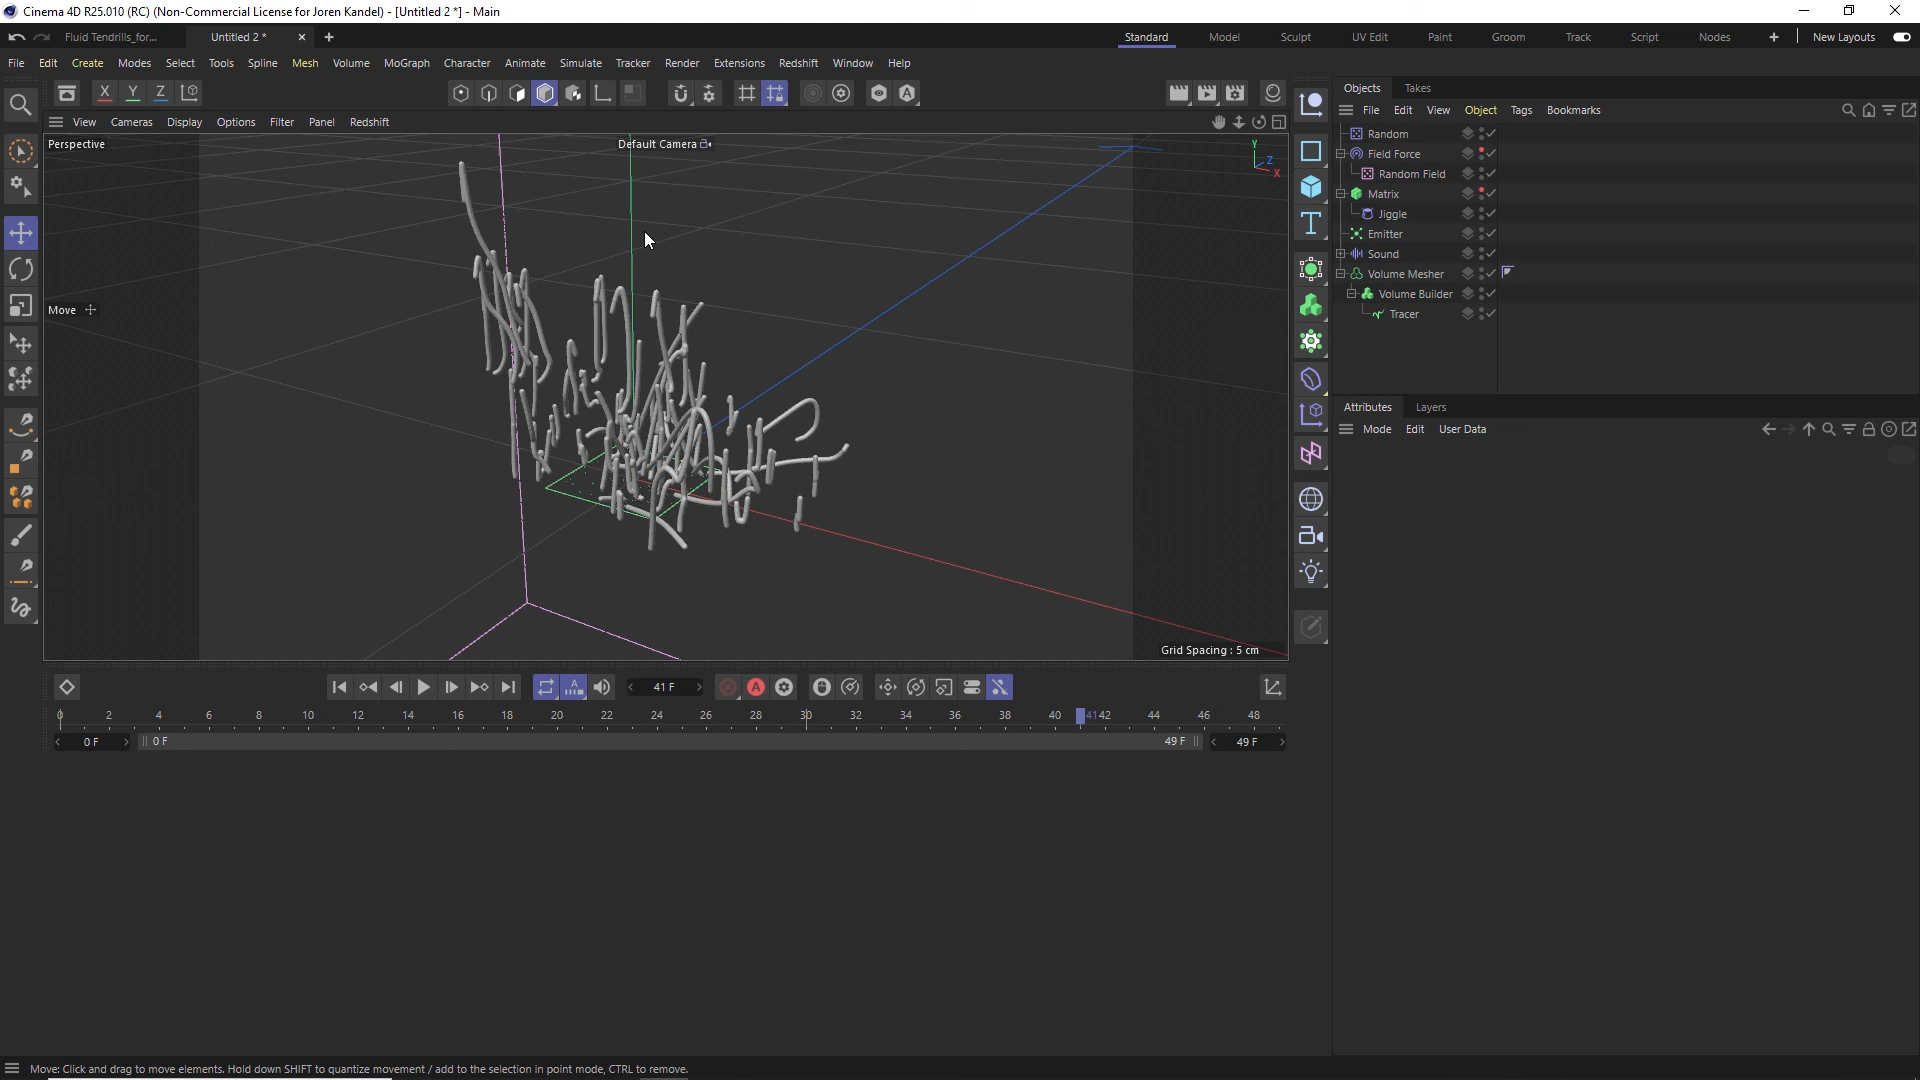 Cinema 4D R25.010 (RC) (Non-Commercial License for Joren Kandel) - [Untitled 2 *] - Main
Fluid Tendrills_for... Untitled 2 * Standard Model Sculpt UV Edit Paint Groom Track Script Nodes New Layouts
File Edit Create Modes Select Tools Spline Mesh Volume MoGraph Character Animate Simulate Tracker Render Extensions Redshift Window Help
X Y Z
Objects Takes
File Edit View Object Tags Bookmarks
View Cameras Display Options Filter Panel Redshift
Perspective Default Camera
Y Z X
Random
Field Force
Random Field
Matrix
Jiggle
Emitter
Sound
Volume Mesher
Volume Builder
Tracer
Move
Attributes Layers
Mode Edit User Data
Grid Spacing : 5 cm
41 F
0 2 4 6 8 10 12 14 16 18 20 22 24 26 28 30 32 34 36 38 40 41 42 44 46 48
0 F 0 F 49 F 49 F
Move: Click and drag to move elements. Hold down SHIFT to quantize movement / add to the selection in point mode, CTRL to remove.